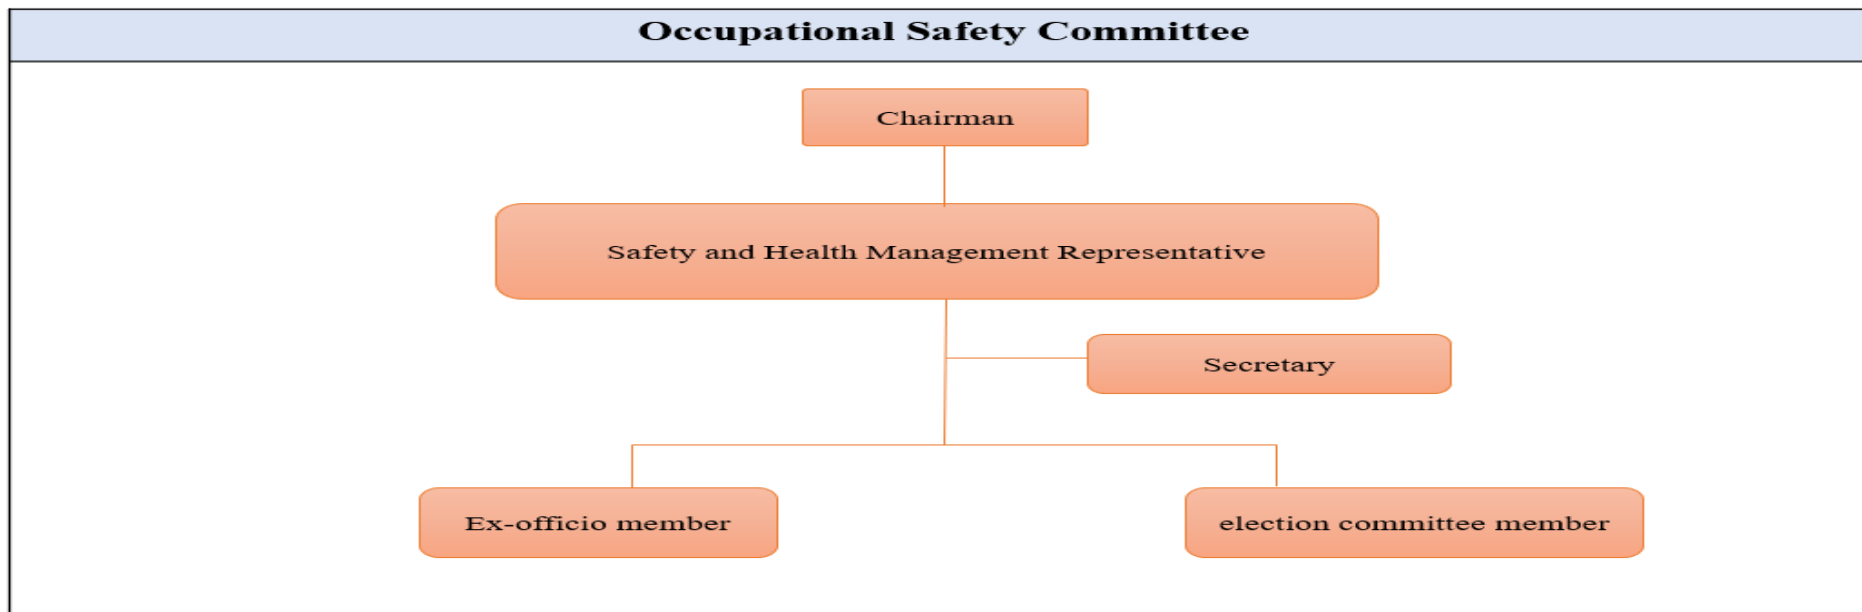 Occupational Safety Committee
Chairman
Safety and Health Management Representative
Secretary
Ex-officio member
election committee member